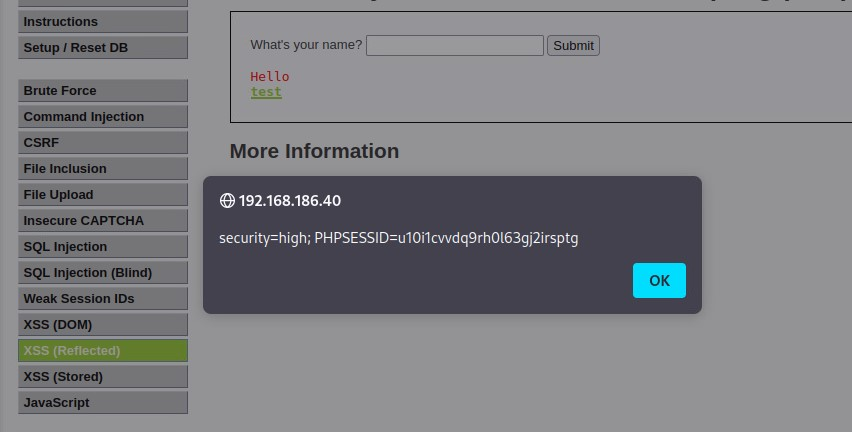 Instructions
Setup / Reset DB
Brute Force
Command Injection
CSRF
File Inclusion
File Upload
Insecure CAPTCHA
SQL Injection
SQL Injection (Blind)
Weak Session IDs
XSS (DOM)
XSS (Reflected)
XSS (Stored)
JavaScript
What's your name? Submit
Hello
test
More Information
192.168.186.40
security=high; PHPSESSID=u10i1cvvdq9rh0l63gj2irsptg
OK